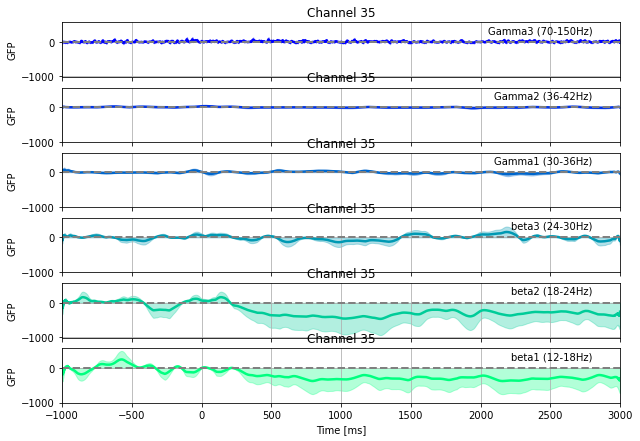 Channel 35
Gamma3 (70-150Hz)
GFP
0
−1000
Channel 35
Gamma2 (36-42Hz)
GFP
0
−1000
Channel 35
Gamma1 (30-36Hz)
GFP
0
−1000
Channel 35
beta3 (24-30Hz)
GFP
0
−1000
Channel 35
beta2 (18-24Hz)
GFP
0
−1000
Channel 35
beta1 (12-18Hz)
GFP
0
−1000
−1000 −500 0 500 1000 1500 2000 2500 3000
Time [ms]